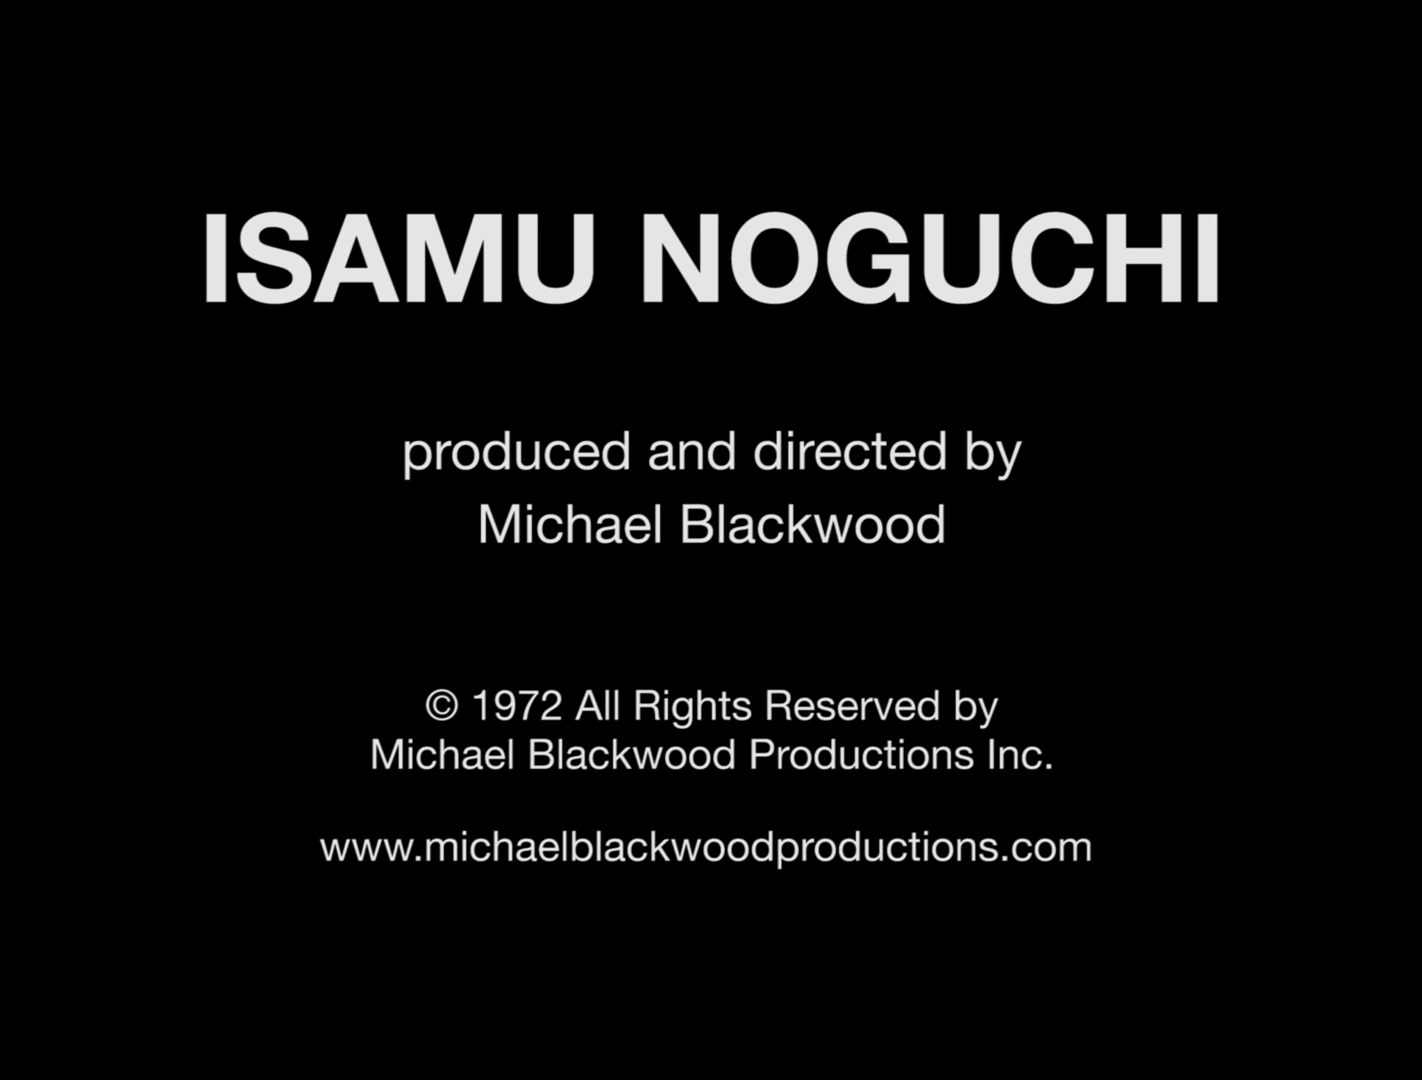 ISAMU NOGUCHI
produced and directed by
Michael Blackwood
© 1972 All Rights Reserved by
Michael Blackwood Productions Inc.
www.michaelblackwoodproductions.com